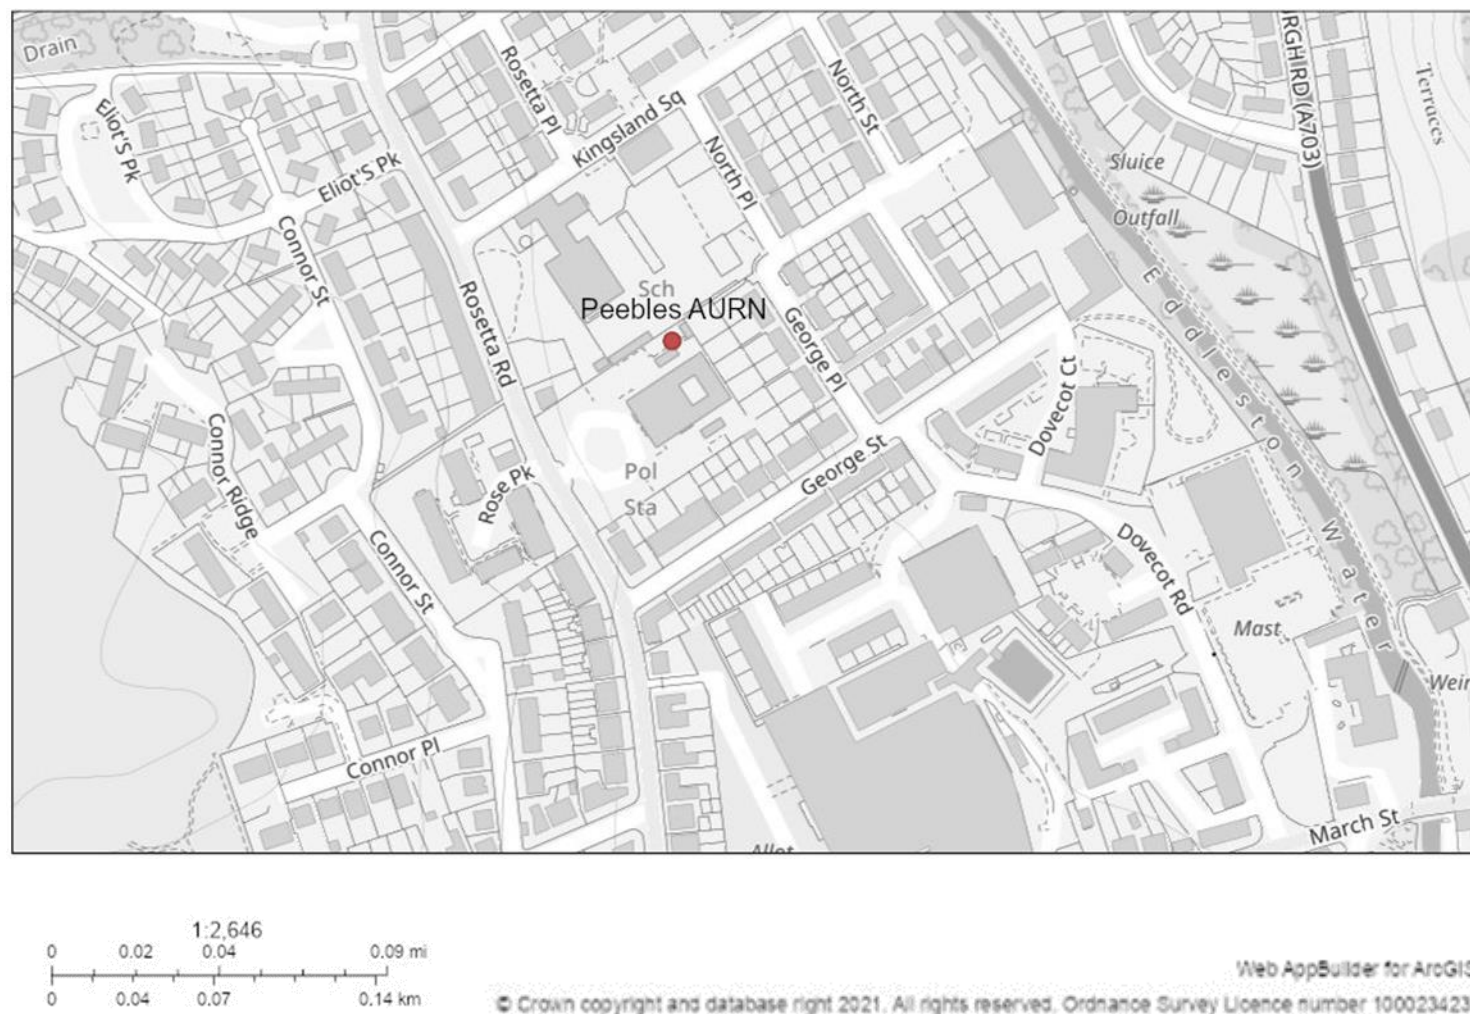 Drain
Eliot'S Pk
Eliot'S Pk
Connor St
Rosetta Rd
Rosetta Pl
Kingsland Sq
North Pl
North St
RGHIRD (A703)
Terraces
Sluice
Outfall
Eddleston Water
Sch
Peebles AURN
George Pl
Dovecot Ct
George St
Connor Ridge
Rose Pk
Pol
Sta
Connor St
Dovecot Rd
Mast
Weir
Connor Pl
March St
1:2,646
0 0.02 0.04 0.09 mi
0 0.04 0.07 0.14 km
Web AppBuilder for ArcGIS
© Crown copyright and database right 2021. All rights reserved. Ordnance Survey Licence number 100023423